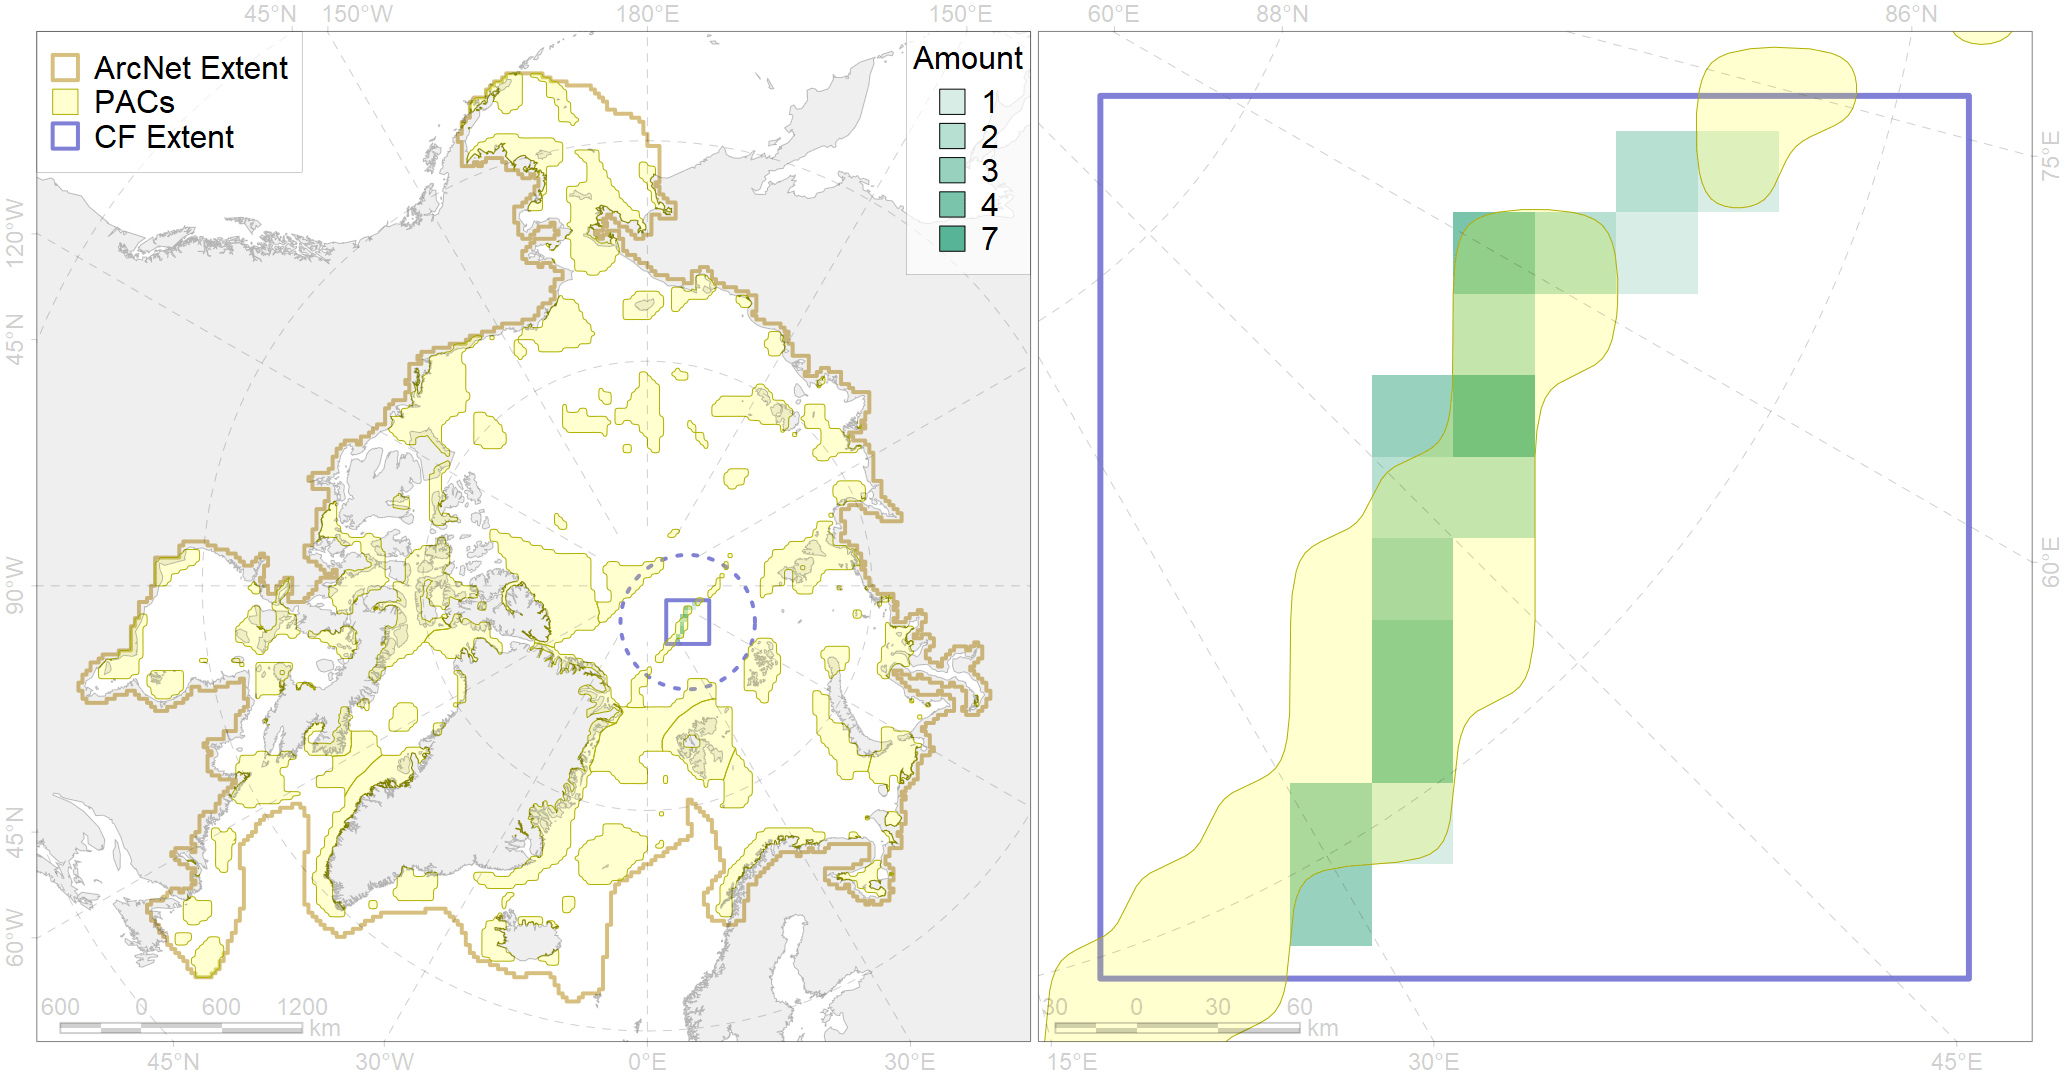 45°N 150°W 180°E 150°E 60°E 88°N 86°N
ArcNet Extent
PACs
CF Extent
Amount
1
2
3
4
7
120°W
45°N
90°W
45°N
60°W
75°E
60°E
600 0 600 1200
km
30 0 30 60
km
45°N 30°W 0°E 30°E 15°E 30°E 45°E